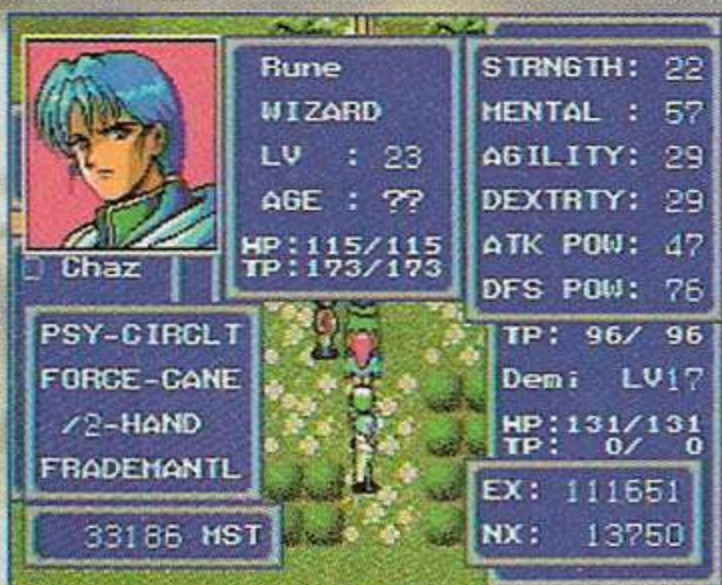 Rune
WIZARD
LV : 23
AGE : ??
HP:115/115
TP:173/173
STRNGTH: 22
MENTAL : 57
AGILITY: 29
DEXTRTY: 29
ATK POW: 47
DFS POW: 76
Chaz
PSY-CIRCLT
FORCE-CANE
/2-HAND
FRADEMANTL
33186 MST
TP: 96/ 96
Demi LV17
HP:131/131
TP: 0/ 0
EX: 111651
NX: 13750